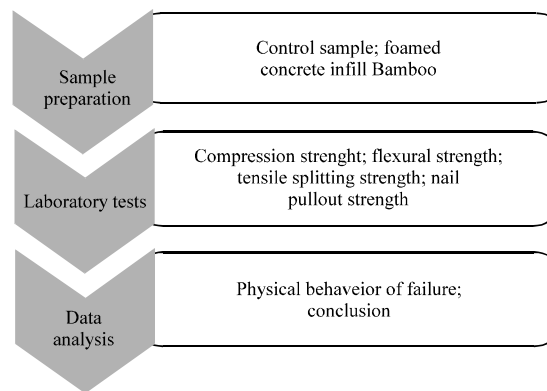 Sample
preparation
Control sample; foamed
concrete infill Bamboo
Laboratory tests
Compression strenght; flexural strength;
tensile splitting strength; nail
pullout strength
Data
analysis
Physical behaveior of failure;
conclusion